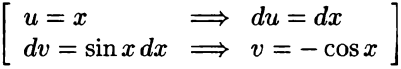 [ u = x ⟹ du = dx
dv = sin x dx ⟹ v = − cos x ]